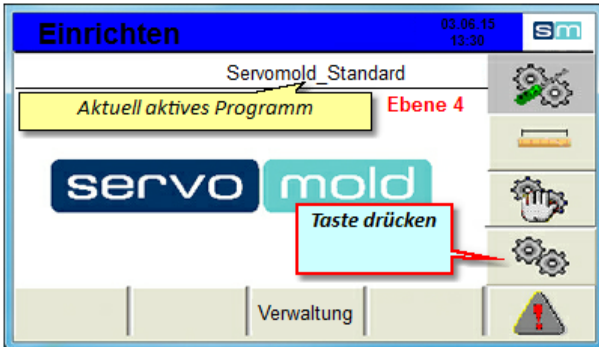 Einrichten
03.06.15
13:30
sm
Servomold_Standard
Aktuell aktives Programm
Ebene 4
servo mold
Taste drücken
Verwaltung